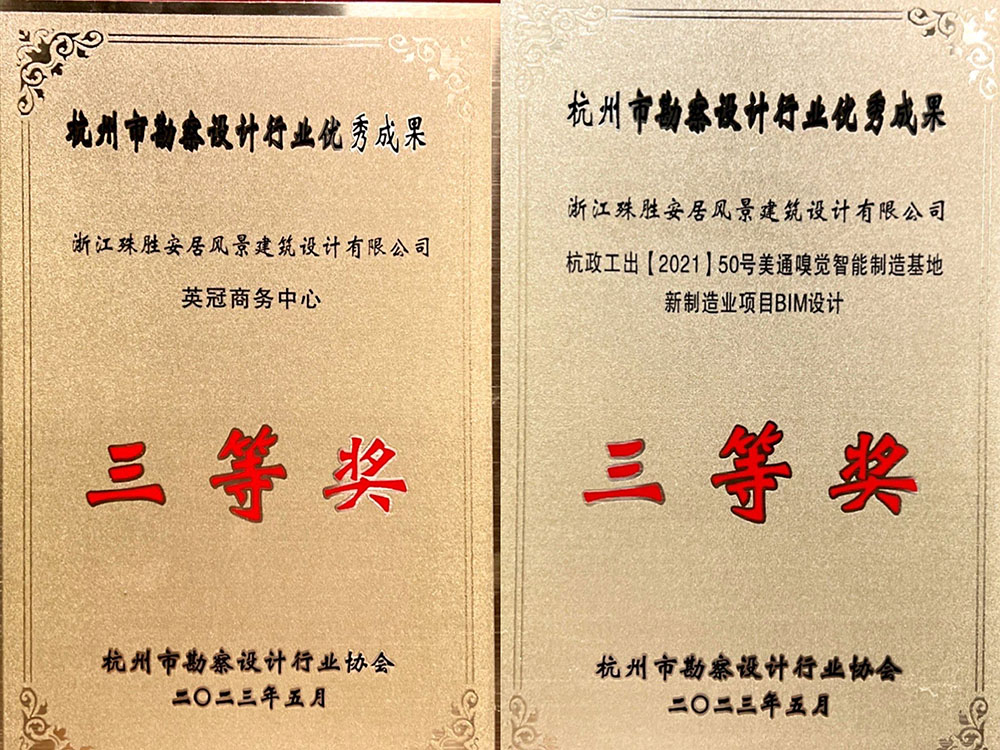 杭州市勘察设计行业优秀成果
浙江珠胜安居风景建筑设计有限公司
英冠商务中心
三等奖
杭州市勘察设计行业协会
二〇二三年五月
杭州市勘察设计行业优秀成果
浙江珠胜安居风景建筑设计有限公司
杭政工出【2021】50号美通嗅觉智能制造基地
新制造业项目BIM设计
三等奖
杭州市勘察设计行业协会
二〇二三年五月